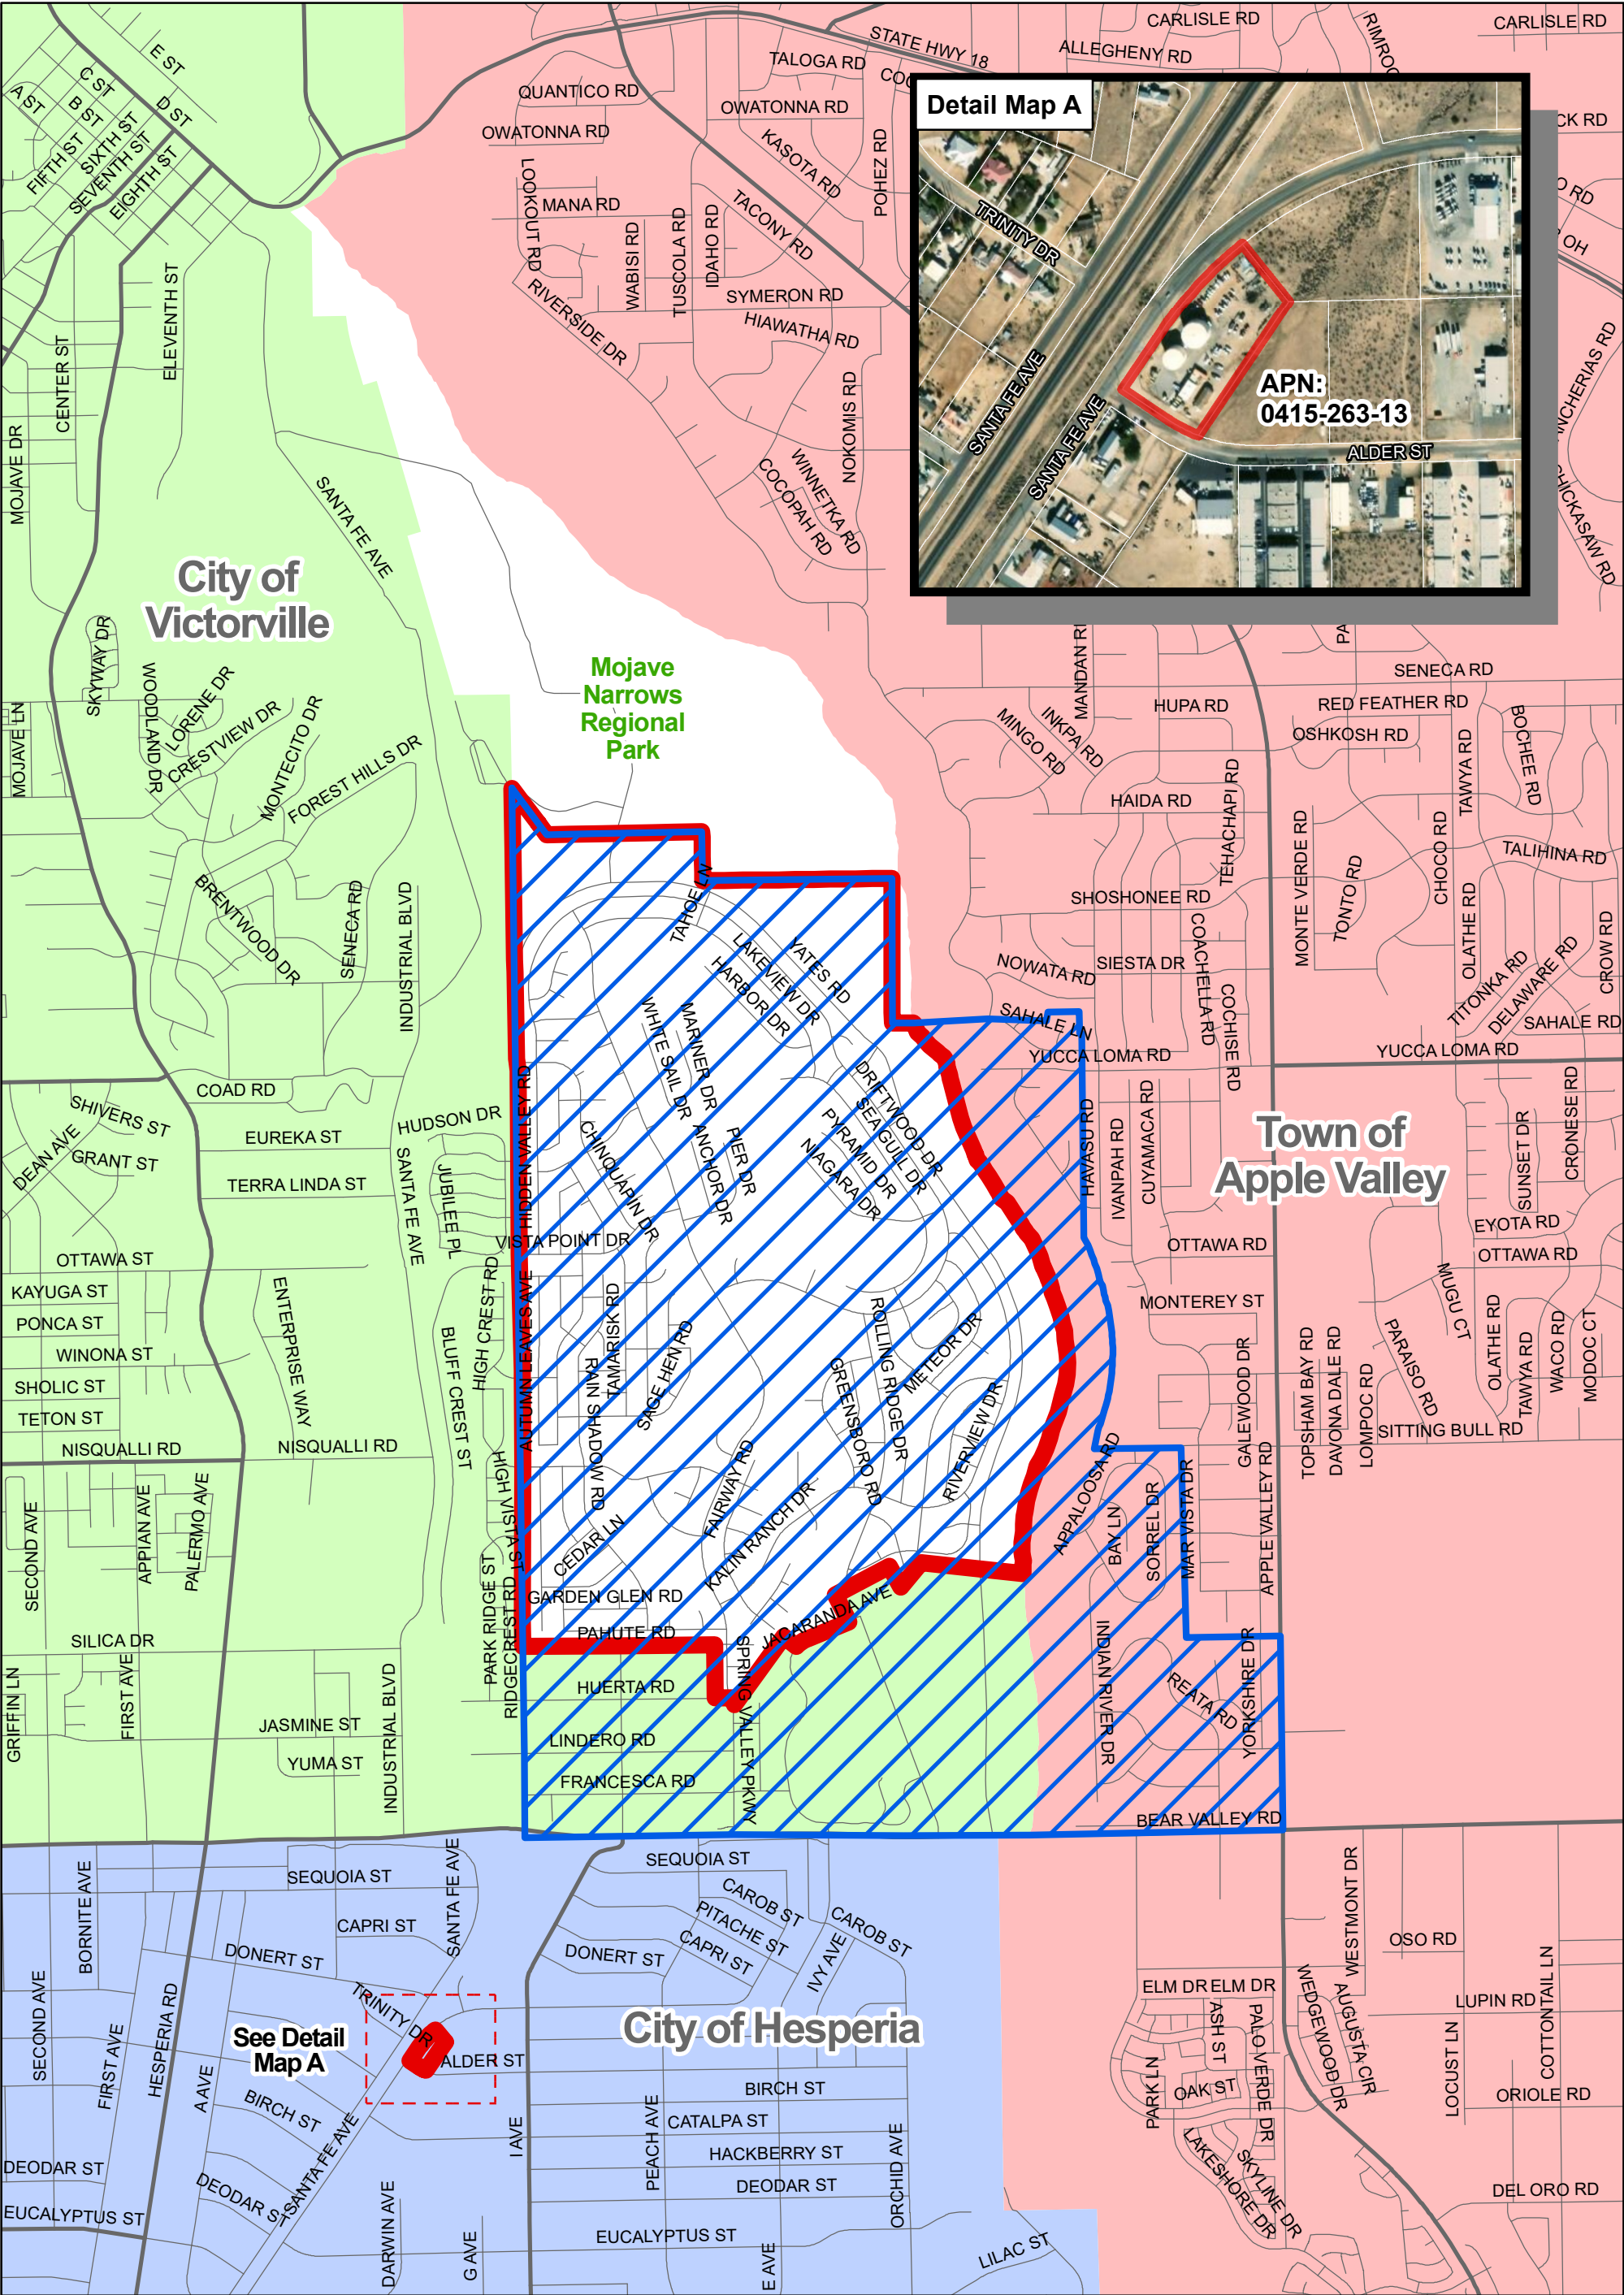 E ST
C ST
A ST
B ST
D ST
FIFTH ST
SIXTH ST
SEVENTH ST
EIGHTH ST
STATE HWY 18
CARLISLE RD
CARLISLE RD
ALLEGHENY RD
TALOGA RD
QUANTICO RD
OWATONNA RD
OWATONNA RD
KASOTA RD
POHEZ RD
LOOKOUT RD
MANA RD
WABISI RD
TUSCOLA RD
IDAHO RD
TACONY RD
SYMERON RD
RIVERSIDE DR
HIAWATHA RD
NOKOMIS RD
WINNETKA RD
COCOPAH RD
Detail Map A
TRINITY DR
SANTA FE AVE
SANTA FE AVE
APN:
0415-263-13
ALDER ST
CK RD
O RD
OH
CHICKASAW RD
ELEVENTH ST
CENTER ST
MOJAVE DR
SANTA FE AVE
City of
Victorville
Mojave
Narrows
Regional
Park
SKYWAY DR
WOODLAND DR
LORENE DR
CRESTVIEW DR
MONTECITO DR
FOREST HILLS DR
MOJAVE LN
BRENTWOOD DR
SENECA RD
INDUSTRIAL BLVD
MANDAN RD
PA
SENECA RD
HUPA RD
RED FEATHER RD
OSHKOSH RD
MINGO RD
INKPA RD
BOCHEE RD
TAWYA RD
HAIDA RD
TEHACHAPI RD
MONTE VERDE RD
TONTO RD
CHOCO RD
TALIHINA RD
SHOSHONEE RD
OLATHE RD
CROW RD
NOWATA RD
SIESTA DR
COACHELLA RD
COCHISE RD
TITONKA RD
DELAWARE RD
SAHALE LN
SAHALE RD
YUCCA LOMA RD
YUCCA LOMA RD
TAHOE LN
LAKEVIEW DR
YATES RD
HARBOR DR
WHITE SAIL DR
MARINER DR
ANCHOR DR
PIER DR
DRIFTWOOD DR
SEA GULL DR
PYRAMID DR
NIAGARA DR
CHINQUAPIN DR
HIDDEN VALLEY RD
VISTA POINT DR
COAD RD
SHIVERS ST
HUDSON DR
EUREKA ST
DEAN AVE
GRANT ST
TERRA LINDA ST
SANTA FE AVE
JUBILEE PL
OTTAWA ST
KAYUGA ST
PONCA ST
WINONA ST
SHOLIC ST
TETON ST
NISQUALLI RD
NISQUALLI RD
ENTERPRISE WAY
BLUFF CREST ST
HIGH CREST RD
AUTUMN LEAVES AVE
RAIN SHADOW RD
TAMARISK RD
SAGE HEN RD
ROLLING RIDGE DR
METEOR DR
GREENSBORO RD
RIVERVIEW DR
FAIRWAY RD
KALIN RANCH DR
CEDAR LN
GARDEN GLEN RD
PAHUTE RD
JACARANDA AVE
HUERTA RD
LINDERO RD
FRANCESCA RD
SPRING VALLEY PKWY
HIGH VISTA ST
PARK RIDGE ST
RIDGECREST RD
HAVASU RD
IVANPAH RD
CUYAMACA RD
Town of
Apple Valley
SUNSET DR
CRONESE RD
EYOTA RD
OTTAWA RD
OTTAWA RD
MONTEREY ST
MUGU CT
GALEWOOD DR
TOPSHAM BAY RD
DAVONA DALE RD
LOMPOC RD
PARAISO RD
OLATHE RD
TAWYA RD
WACO RD
MODOC CT
SITTING BULL RD
APPALOOSA RD
BAY LN
SORREL DR
MAR VISTA DR
APPLE VALLEY RD
INDIAN RIVER DR
REATA RD
YORKSHIRE DR
BEAR VALLEY RD
SECOND AVE
APPIAN AVE
PALERMO AVE
SILICA DR
GRIFFIN LN
FIRST AVE
JASMINE ST
YUMA ST
INDUSTRIAL BLVD
BORNITE AVE
SEQUOIA ST
SANTA FE AVE
CAPRI ST
DONERT ST
TRINITY DR
SECOND AVE
FIRST AVE
HESPERIA RD
A AVE
See Detail
Map A
ALDER ST
BIRCH ST
DEODAR ST
DEODAR ST
SANTA FE AVE
EUCALYPTUS ST
DARWIN AVE
G AVE
I AVE
SEQUOIA ST
CAROB ST
PITACHE ST
CAPRI ST
CAROB ST
IVY AVE
DONERT ST
City of Hesperia
BIRCH ST
PEACH AVE
CATALPA ST
HACKBERRY ST
DEODAR ST
ORCHID AVE
EUCALYPTUS ST
E AVE
LILAC ST
WESTMONT DR
OSO RD
ELM DR
ELM DR
ASH ST
PALO VERDE DR
WEDGEWOOD DR
AUGUSTA CIR
LUPIN RD
LOCUST LN
COTTONTAIL LN
PARK LN
OAK ST
ORIOLE RD
LAKESHORE DR
SKYLINE DR
DEL ORO RD